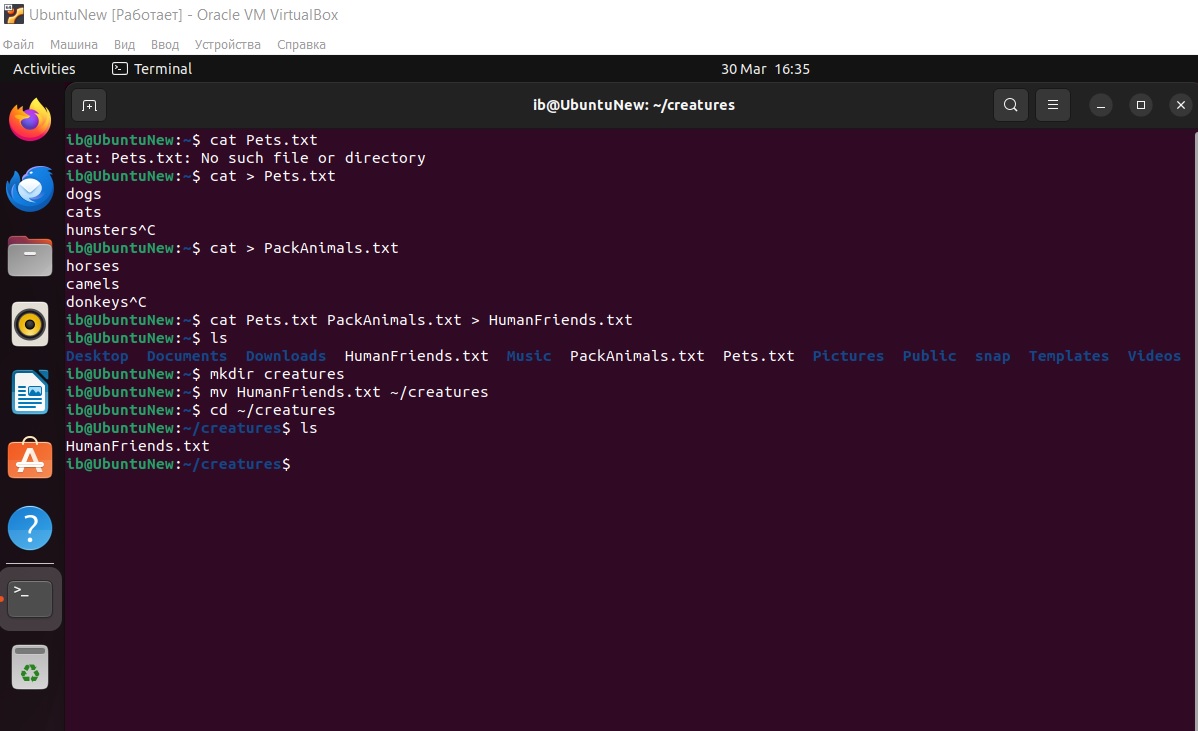 UbuntuNew [Работает] - Oracle VM VirtualBox
Файл Машина Вид Ввод Устройства Справка
Activities Terminal 30 Mar 16:35
ib@UbuntuNew: ~/creatures
ib@UbuntuNew:~$ cat Pets.txt
cat: Pets.txt: No such file or directory
ib@UbuntuNew:~$ cat > Pets.txt
dogs
cats
humsters^C
ib@UbuntuNew:~$ cat > PackAnimals.txt
horses
camels
donkeys^C
ib@UbuntuNew:~$ cat Pets.txt PackAnimals.txt > HumanFriends.txt
ib@UbuntuNew:~$ ls
Desktop Documents Downloads HumanFriends.txt Music PackAnimals.txt Pets.txt Pictures Public snap Templates Videos
ib@UbuntuNew:~$ mkdir creatures
ib@UbuntuNew:~$ mv HumanFriends.txt ~/creatures
ib@UbuntuNew:~$ cd ~/creatures
ib@UbuntuNew:~/creatures$ ls
HumanFriends.txt
ib@UbuntuNew:~/creatures$